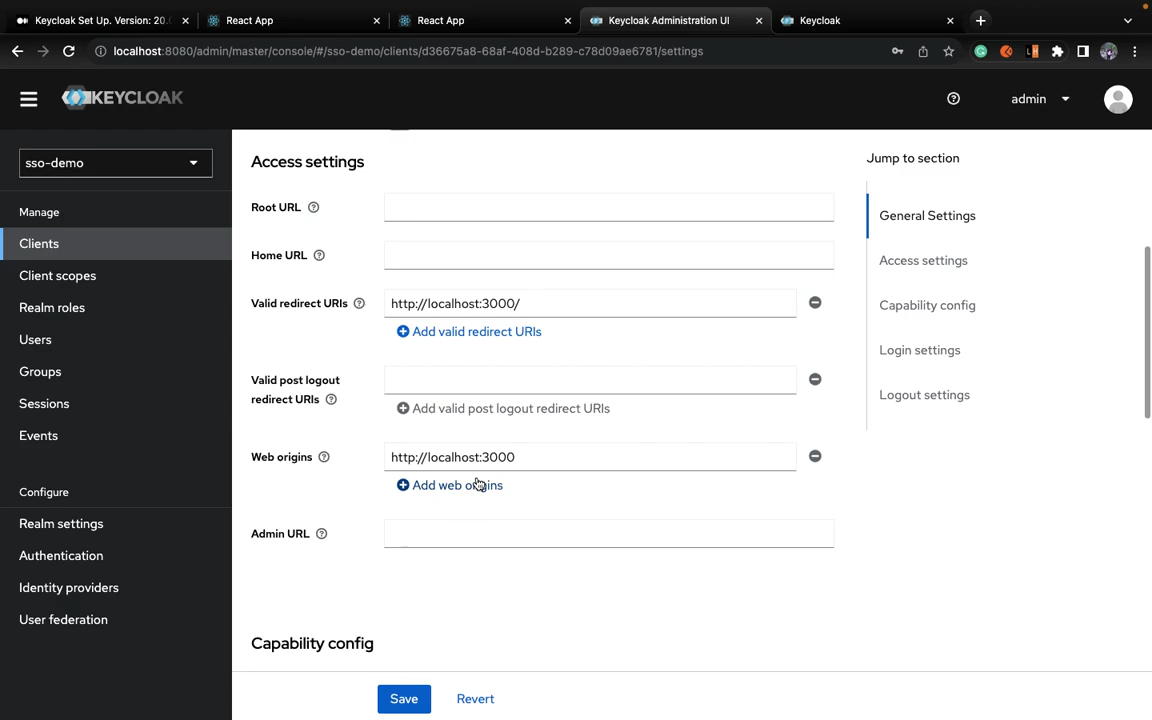 Keycloak Set Up. Version: 20.
React App
React App
Keycloak Administration UI
Keycloak
localhost:8080/admin/master/console/#/sso-demo/clients/d36675a8-68af-408d-b289-c78d09ae6781/settings
KEYCLOAK
admin
sso-demo
Manage
Clients
Client scopes
Realm roles
Users
Groups
Sessions
Events
Configure
Realm settings
Authentication
Identity providers
User federation
Access settings
Root URL
Home URL
Valid redirect URIs
http://localhost:3000/
Add valid redirect URIs
Valid post logout
redirect URIs
Add valid post logout redirect URIs
Web origins
http://localhost:3000
Add web origins
Admin URL
Capability config
Save
Revert
Jump to section
General Settings
Access settings
Capability config
Login settings
Logout settings